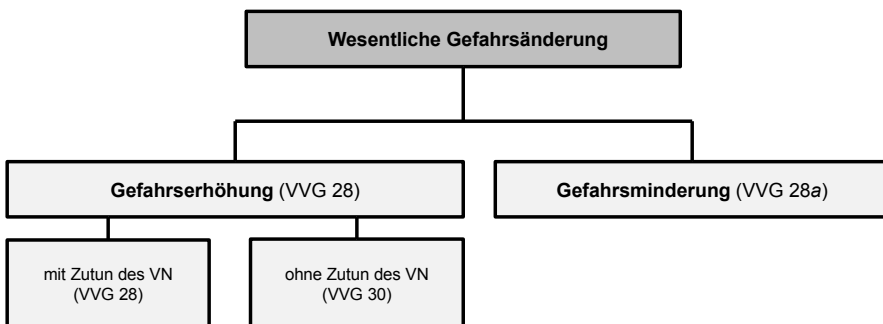 Wesentliche Gefahrsänderung
Gefahrserhöhung (VVG 28)
Gefahrsminderung (VVG 28a)
mit Zutun des VN
(VVG 28)
ohne Zutun des VN
(VVG 30)